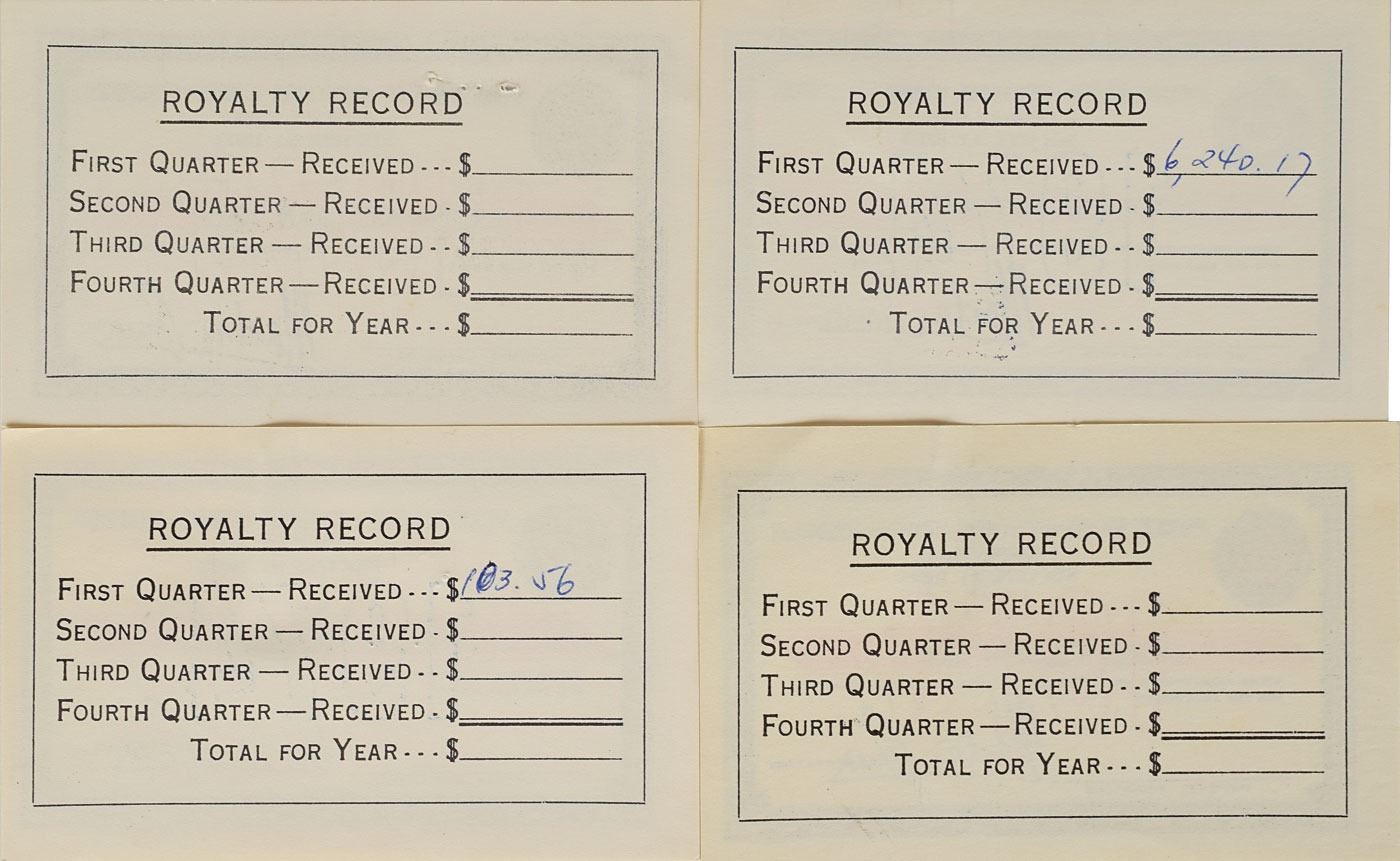 ROYALTY RECORD
FIRST QUARTER — RECEIVED --- $
SECOND QUARTER — RECEIVED - $
THIRD QUARTER — RECEIVED -- $
FOURTH QUARTER — RECEIVED - $
TOTAL FOR YEAR --- $
ROYALTY RECORD
FIRST QUARTER — RECEIVED --- $ 6,240.17
SECOND QUARTER — RECEIVED - $
THIRD QUARTER — RECEIVED -- $
FOURTH QUARTER — RECEIVED - $
TOTAL FOR YEAR --- $
ROYALTY RECORD
FIRST QUARTER — RECEIVED --- $ 103.56
SECOND QUARTER — RECEIVED - $
THIRD QUARTER — RECEIVED -- $
FOURTH QUARTER — RECEIVED - $
TOTAL FOR YEAR --- $
ROYALTY RECORD
FIRST QUARTER — RECEIVED --- $
SECOND QUARTER — RECEIVED - $
THIRD QUARTER — RECEIVED -- $
FOURTH QUARTER — RECEIVED - $
TOTAL FOR YEAR --- $